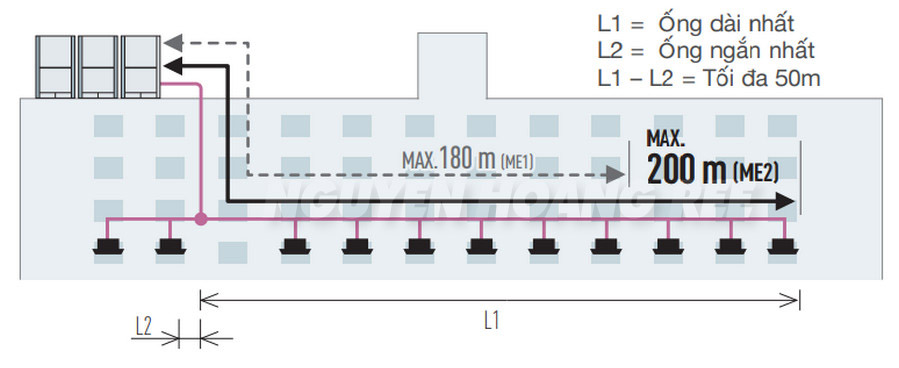 L1 = Ống dài nhất
L2 = Ống ngắn nhất
L1 – L2 = Tối đa 50m
MAX.180 m (ME1)
MAX.
200 m (ME2)
NGUYEN HOANG REE
L2
L1